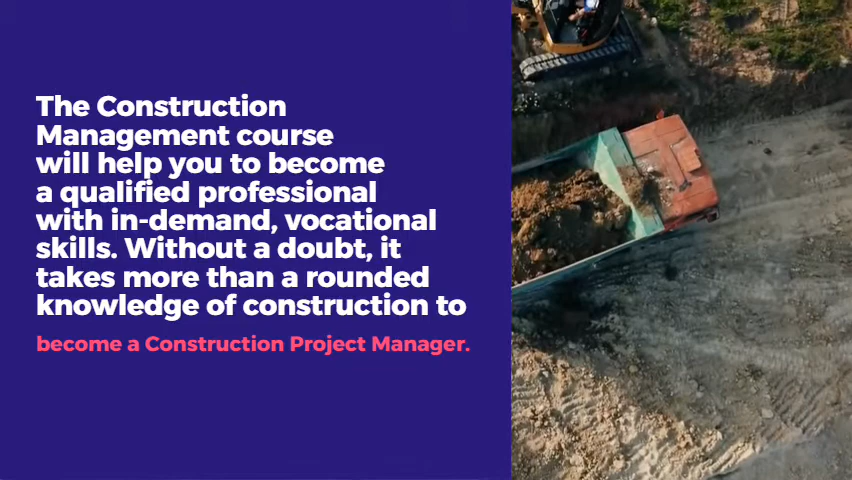 The Construction
Management course
will help you to become
a qualified professional
with in-demand, vocational
skills. Without a doubt, it
takes more than a rounded
knowledge of construction to
become a Construction Project Manager.